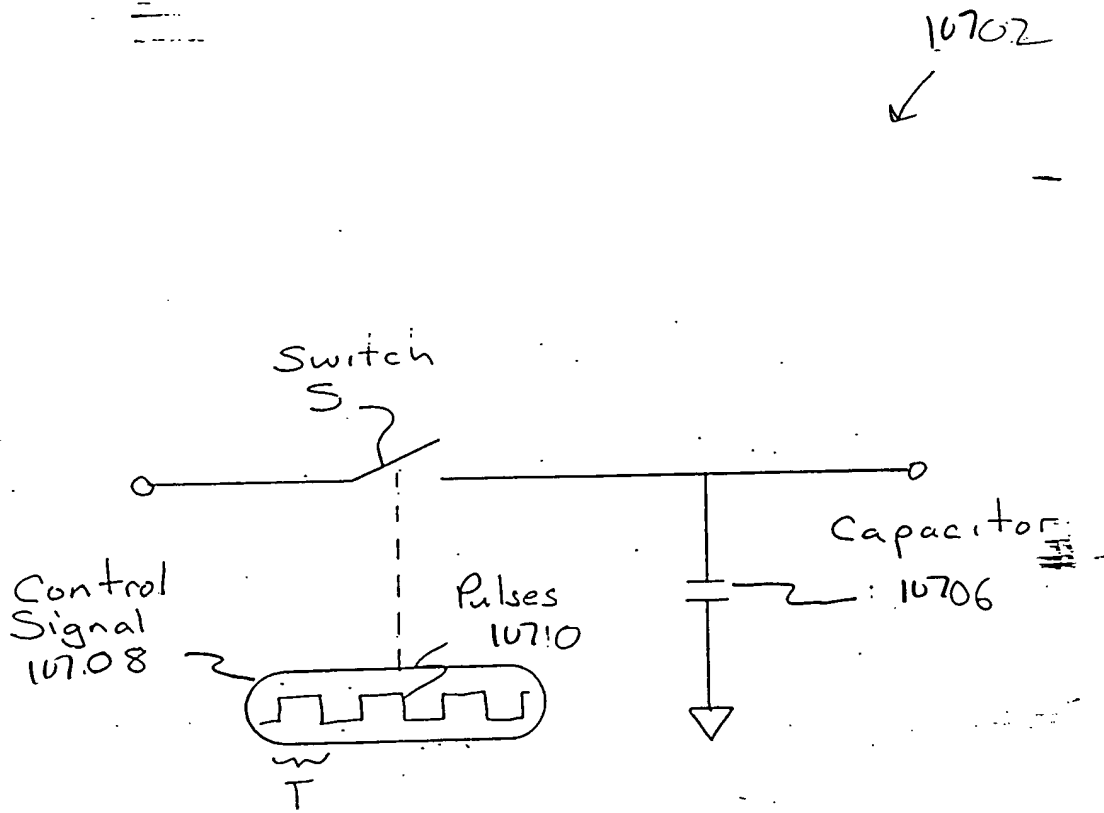 10702
Switch
S
Capacitor
10706
Control
Signal
10708
Pulses
10710
T